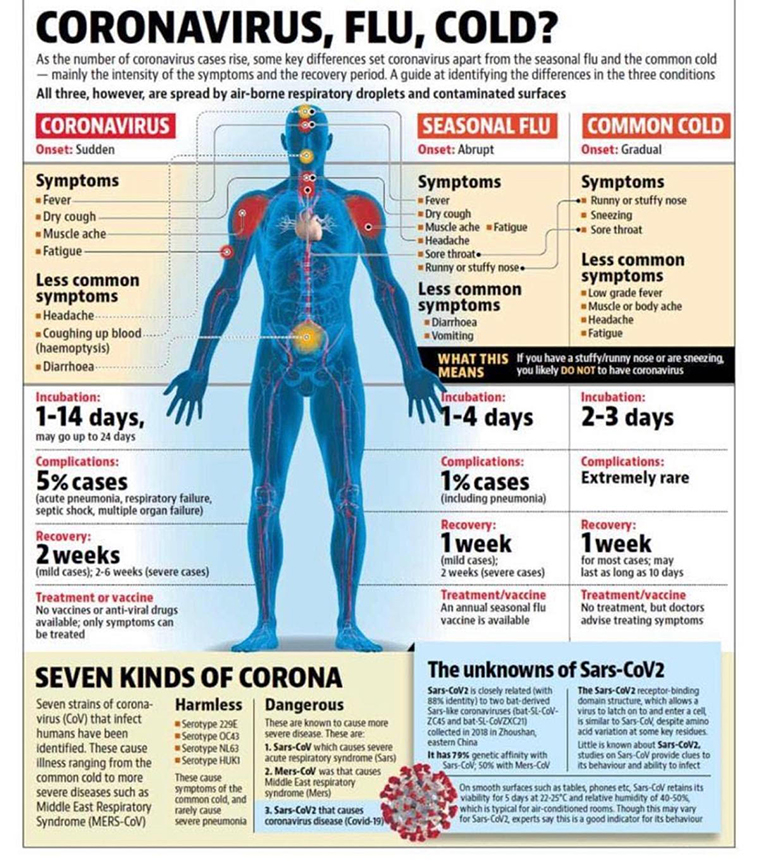 CORONAVIRUS, FLU, COLD?
As the number of coronavirus cases rise, some key differences set coronavirus apart from the seasonal flu and the common cold
— mainly the intensity of the symptoms and the recovery period. A guide at identifying the differences in the three conditions
All three, however, are spread by air-borne respiratory droplets and contaminated surfaces
CORONAVIRUS
Onset: Sudden
Symptoms
Fever
Dry cough
Muscle ache
Fatigue
Less common
symptoms
Headache
Coughing up blood
(haemoptysis)
Diarrhoea
Incubation:
1-14 days,
may go up to 24 days
Complications:
5% cases
(acute pneumonia, respiratory failure,
septic shock, multiple organ failure)
Recovery:
2 weeks
(mild cases); 2-6 weeks (severe cases)
Treatment or vaccine
No vaccines or anti-viral drugs
available; only symptoms can
be treated
SEASONAL FLU
Onset: Abrupt
Symptoms
Fever
Dry cough
Muscle ache Fatigue
Headache
Sore throat
Runny or stuffy nose
Less common
symptoms
Diarrhoea
Vomiting
COMMON COLD
Onset: Gradual
Symptoms
Runny or stuffy nose
Sneezing
Sore throat
Less common
symptoms
Low grade fever
Muscle or body ache
Headache
Fatigue
WHAT THIS
MEANS
If you have a stuffy/runny nose or are sneezing,
you likely DO NOT to have coronavirus
Incubation:
1-4 days
Complications:
1% cases
(including pneumonia)
Recovery:
1 week
(mild cases);
2 weeks (severe cases)
Treatment/vaccine
An annual seasonal flu
vaccine is available
Incubation:
2-3 days
Complications:
Extremely rare
Recovery:
1 week
for most cases; may
last as long as 10 days
Treatment/vaccine
No treatment, but doctors
advise treating symptoms
SEVEN KINDS OF CORONA
Seven strains of corona-
virus (CoV) that infect
humans have been
identified. These cause
illness ranging from the
common cold to more
severe diseases such as
Middle East Respiratory
Syndrome (MERS-CoV)
Harmless
Serotype 229E
Serotype OC43
Serotype NL63
Serotype HUKI
These cause
symptoms of the
common cold, and
rarely cause
severe pneumonia
Dangerous
These are known to cause more
severe disease. These are:
1. Sars-CoV which causes severe
acute respiratory syndrome (Sars)
2. Mers-CoV was that causes
Middle East respiratory
syndrome (Mers)
3. Sars-CoV2 that causes
coronavirus disease (Covid-19)
The unknowns of Sars-CoV2
Sars-CoV2 is closely related (with
88% identity) to two bat-derived
Sars-like coronaviruses (bat-SL-CoV-
ZC45 and bat-SL-CoVZXC21)
collected in 2018 in Zhoushan,
eastern China
It has 79% genetic affinity with
Sars-CoV; 50% with Mers-CoV
The Sars-CoV2 receptor-binding
domain structure, which allows a
virus to latch on to and enter a cell,
is similar to Sars-CoV, despite amino
acid variation at some key residues.
Little is known about Sars-CoV2,
studies on Sars-CoV provide clues to
its behaviour and ability to infect
On smooth surfaces such as tables, phones etc, Sars-CoV retains its
viability for 5 days at 22-25°C and relative humidity of 40-50%,
which is typical for air-conditioned rooms. Though this may vary
for Sars-CoV2, experts say this is a good indicator for its behaviour